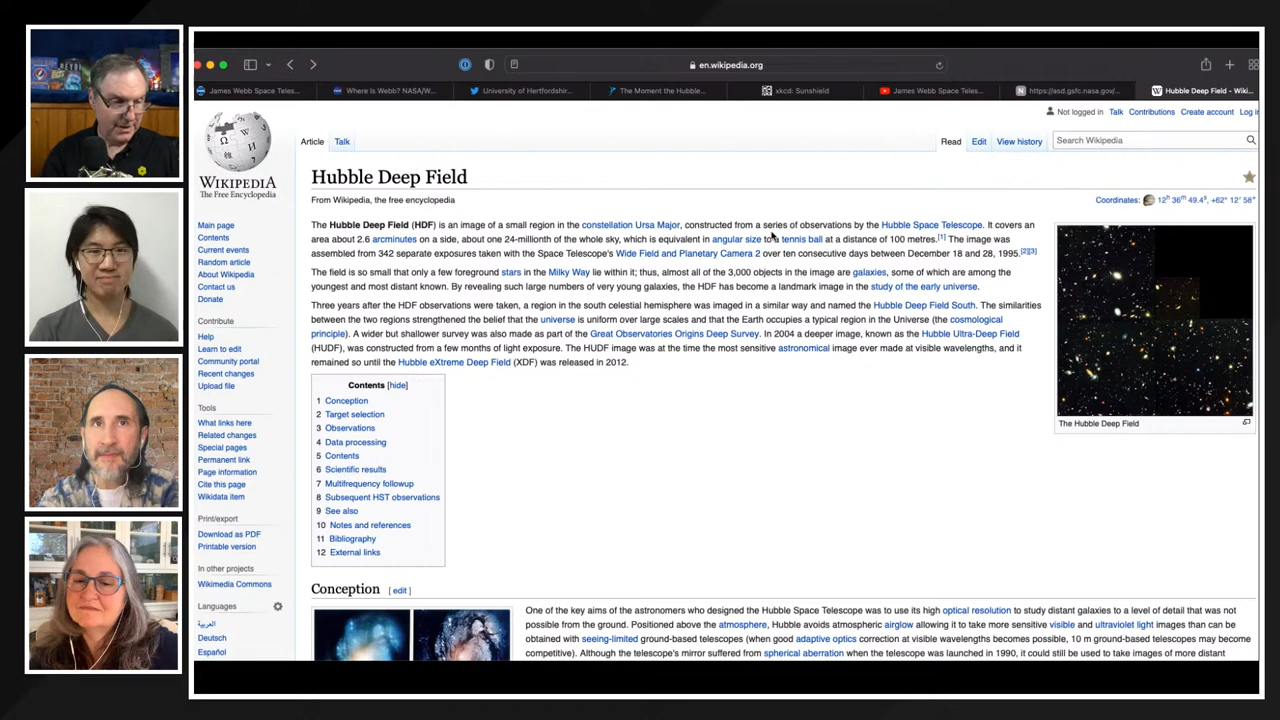 en.wikipedia.org
James Webb Space Teles...
Where Is Webb? NASA/W...
University of Hertfordshir...
The Moment the Hubble...
xkcd: Sunshield
James Webb Space Teles...
https://asd.gsfc.nasa.gov/...
Hubble Deep Field - Wiki...
Not logged in Talk Contributions Create account Log i
Article Talk
Read Edit View history
Search Wikipedia
WIKIPEDIA
The Free Encyclopedia
Hubble Deep Field
From Wikipedia, the free encyclopedia
Coordinates: 12h 36m 49.4s, +62° 12′ 58″
Main page
Contents
Current events
Random article
About Wikipedia
Contact us
Donate
Contribute
Help
Learn to edit
Community portal
Recent changes
Upload file
Tools
What links here
Related changes
Special pages
Permanent link
Page information
Cite this page
Wikidata item
Print/export
Download as PDF
Printable version
In other projects
Wikimedia Commons
Languages
العربية
Deutsch
Español
The Hubble Deep Field (HDF) is an image of a small region in the constellation Ursa Major, constructed from a series of observations by the Hubble Space Telescope. It covers an
area about 2.6 arcminutes on a side, about one 24-millionth of the whole sky, which is equivalent in angular size to a tennis ball at a distance of 100 metres.[1] The image was
assembled from 342 separate exposures taken with the Space Telescope's Wide Field and Planetary Camera 2 over ten consecutive days between December 18 and 28, 1995.[2][3]
The field is so small that only a few foreground stars in the Milky Way lie within it; thus, almost all of the 3,000 objects in the image are galaxies, some of which are among the
youngest and most distant known. By revealing such large numbers of very young galaxies, the HDF has become a landmark image in the study of the early universe.
Three years after the HDF observations were taken, a region in the south celestial hemisphere was imaged in a similar way and named the Hubble Deep Field South. The similarities
between the two regions strengthened the belief that the universe is uniform over large scales and that the Earth occupies a typical region in the Universe (the cosmological
principle). A wider but shallower survey was also made as part of the Great Observatories Origins Deep Survey. In 2004 a deeper image, known as the Hubble Ultra-Deep Field
(HUDF), was constructed from a few months of light exposure. The HUDF image was at the time the most sensitive astronomical image ever made at visible wavelengths, and it
remained so until the Hubble eXtreme Deep Field (XDF) was released in 2012.
The Hubble Deep Field
Contents [hide]
1 Conception
2 Target selection
3 Observations
4 Data processing
5 Contents
6 Scientific results
7 Multifrequency followup
8 Subsequent HST observations
9 See also
10 Notes and references
11 Bibliography
12 External links
Conception [ edit ]
One of the key aims of the astronomers who designed the Hubble Space Telescope was to use its high optical resolution to study distant galaxies to a level of detail that was not
possible from the ground. Positioned above the atmosphere, Hubble avoids atmospheric airglow allowing it to take more sensitive visible and ultraviolet light images than can be
obtained with seeing-limited ground-based telescopes (when good adaptive optics correction at visible wavelengths becomes possible, 10 m ground-based telescopes may become
competitive). Although the telescope's mirror suffered from spherical aberration when the telescope was launched in 1990, it could still be used to take images of more distant